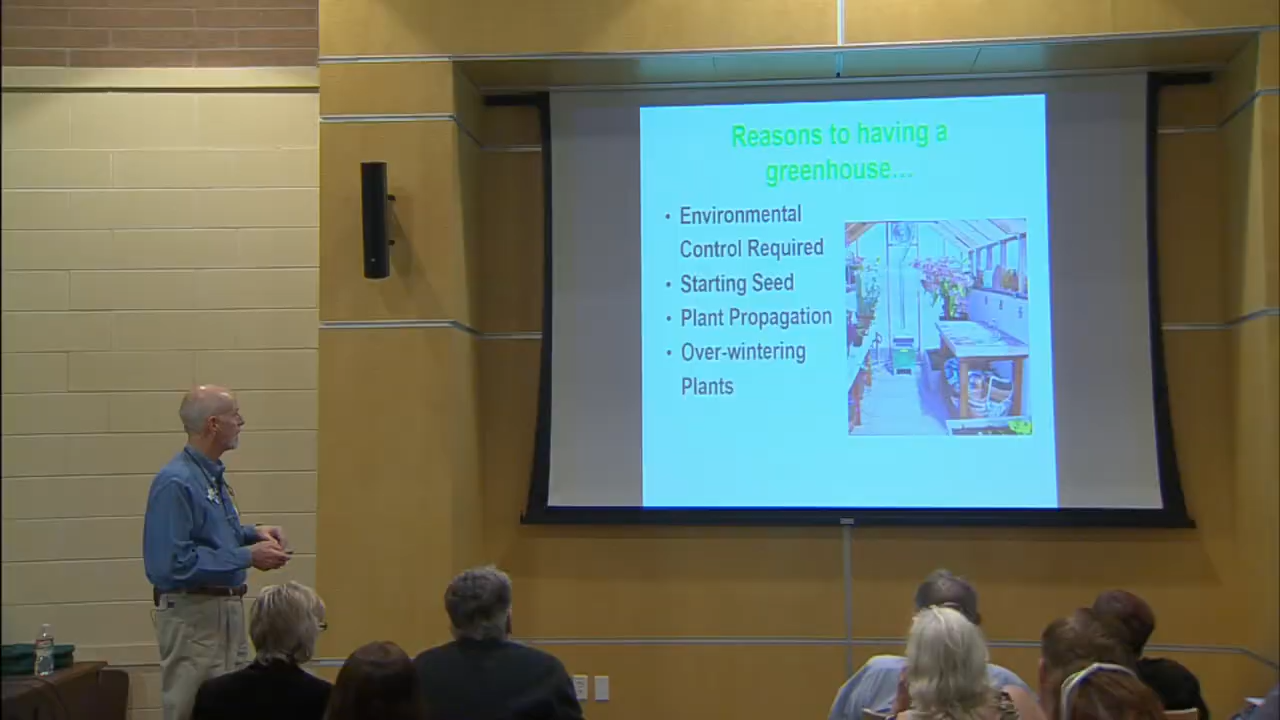 Reasons to having a
greenhouse...
• Environmental
Control Required
• Starting Seed
• Plant Propagation
• Over-wintering
Plants